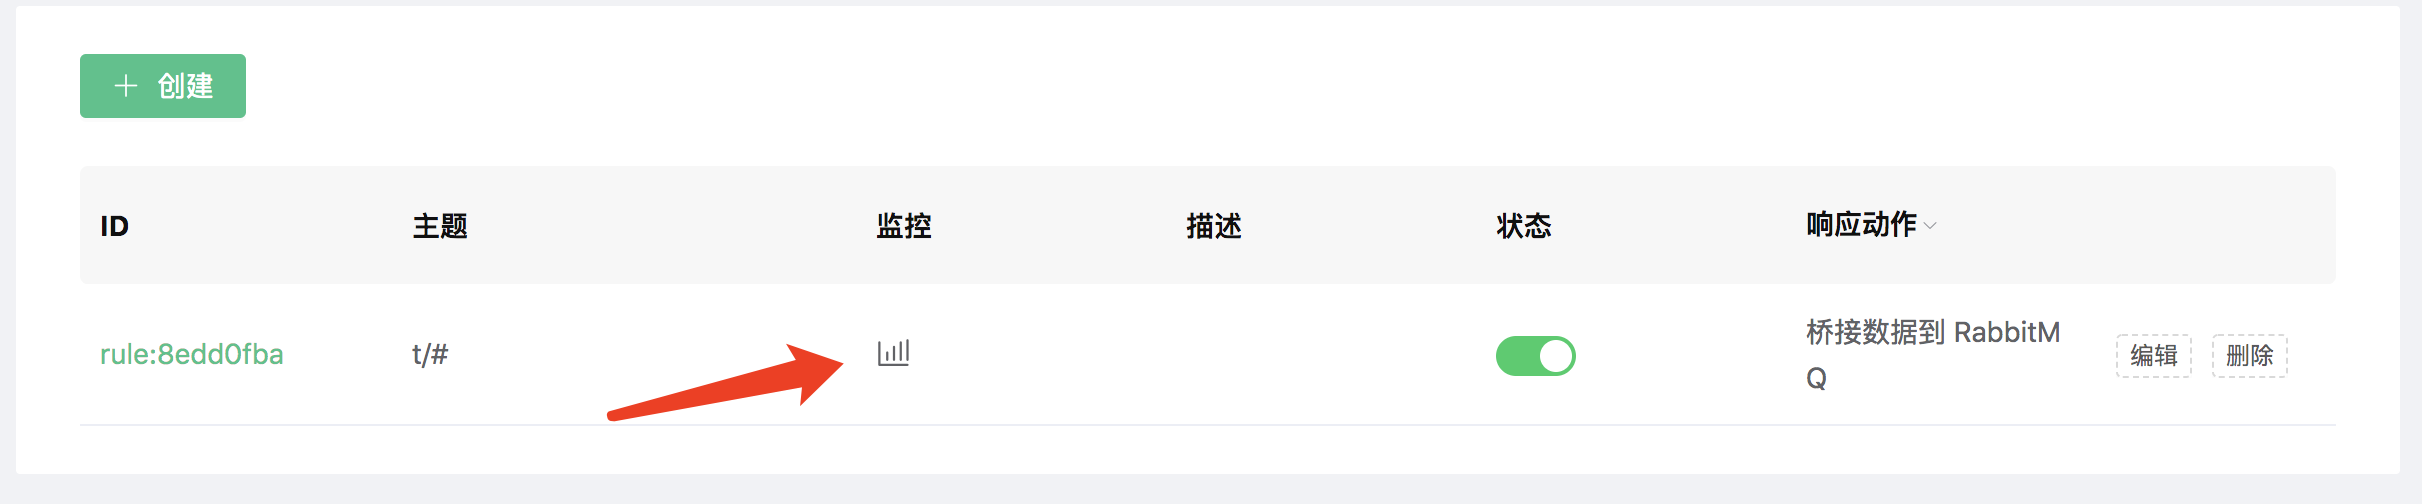 创建
ID 主题 监控 描述 状态 响应动作
rule:8edd0fba t/# 桥接数据到 RabbitM 编辑 删除
Q